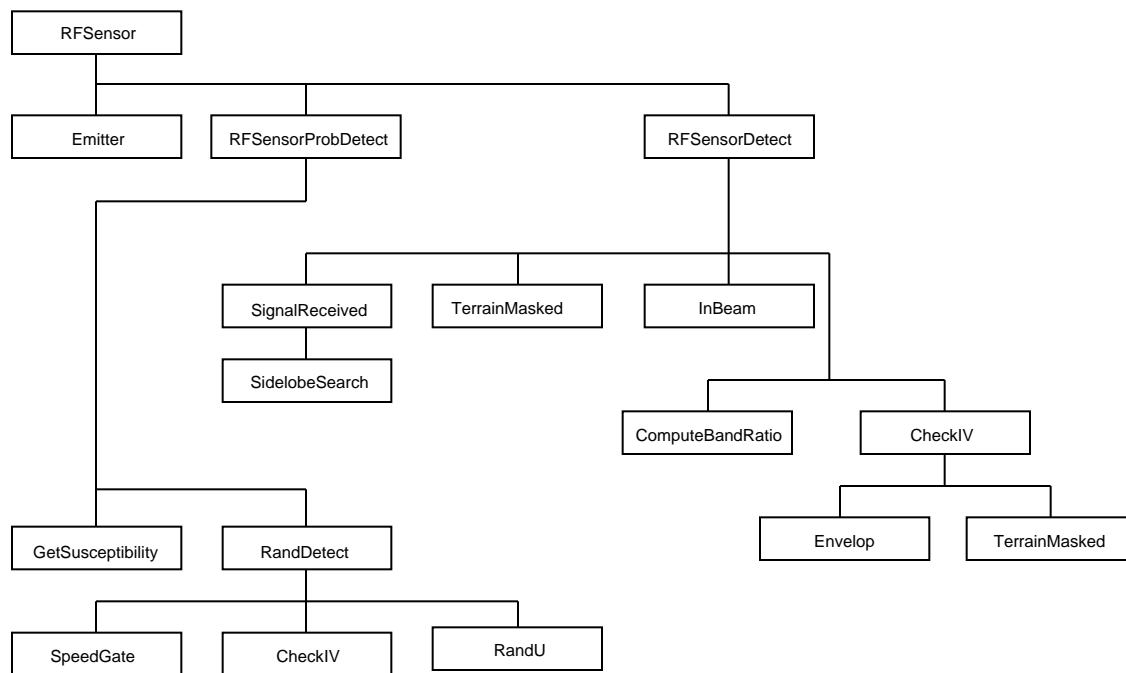 RFSensor
Emitter
RFSensorProbDetect
RFSensorDetect
SignalReceived
TerrainMasked
InBeam
SidelobeSearch
ComputeBandRatio
CheckIV
GetSusceptibility
RandDetect
Envelop
TerrainMasked
SpeedGate
CheckIV
RandU